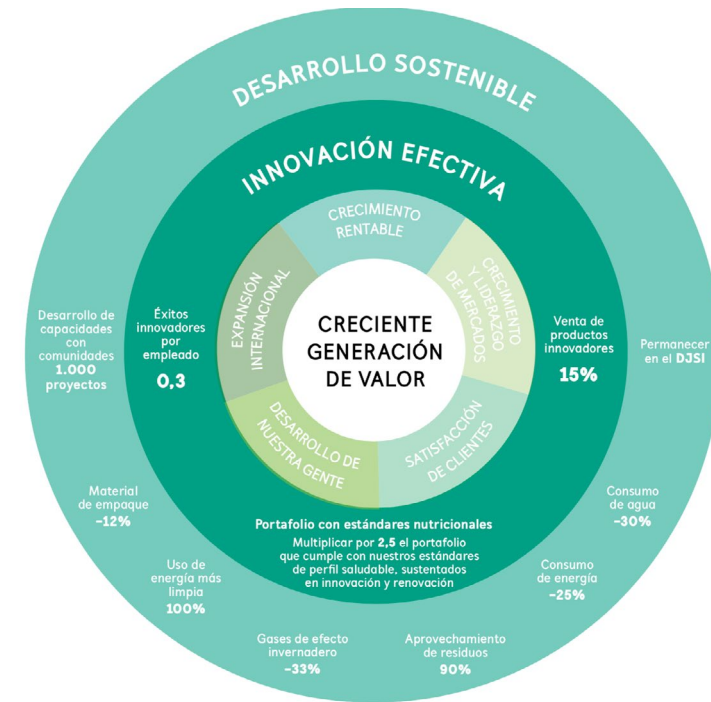 DESARROLLO SOSTENIBLE
INNOVACIÓN EFECTIVA
CRECIMIENTO
RENTABLE
EXPANSIÓN
INTERNACIONAL
CRECIMIENTO
Y LIDERAZGO
DE MERCADOS
CRECIENTE
GENERACIÓN
DE VALOR
DESARROLLO DE
NUESTRA GENTE
SATISFACCIÓN
DE CLIENTES
Desarrollo de
capacidades
con
comunidades
1.000
proyectos
Éxitos
innovadores
por
empleado
0,3
Venta de
productos
innovadores
15%
Permanecer
en el DJSI
Portafolio con estándares nutricionales
Multiplicar por 2,5 el portafolio
que cumple con nuestros estándares
de perfil saludable, sustentados
en innovación y renovación
Material
de empaque
-12%
Uso de
energía más
limpia
100%
Gases de efecto
invernadero
-33%
Aprovechamiento
de residuos
90%
Consumo
de energía
-25%
Consumo
de agua
-30%